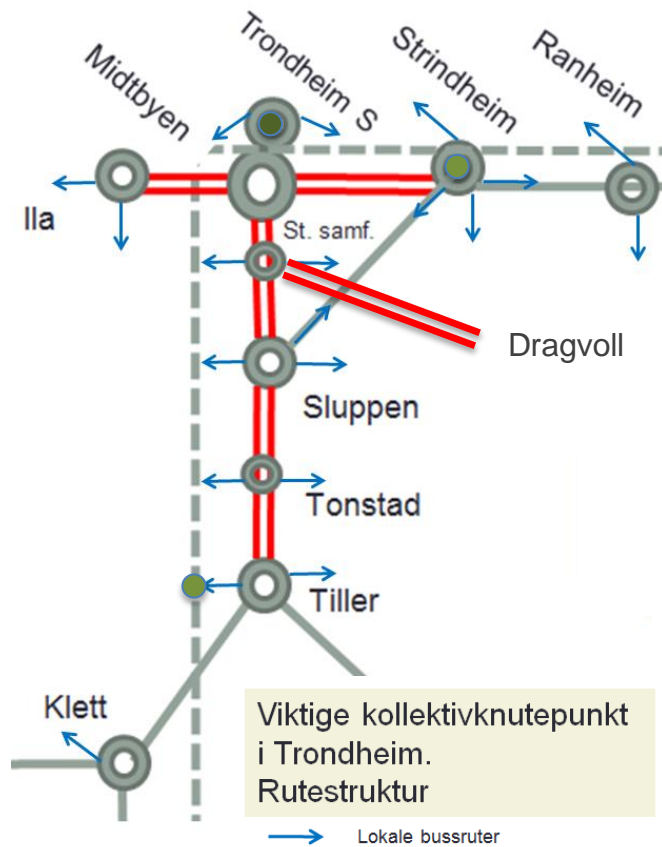 Midtbyen
Trondheim S
Strindheim
Ranheim
Ila
St. samf.
Dragvoll
Sluppen
Tonstad
Tiller
Klett
Viktige kollektivknutepunkt
i Trondheim.
Rutestruktur
Lokale bussruter